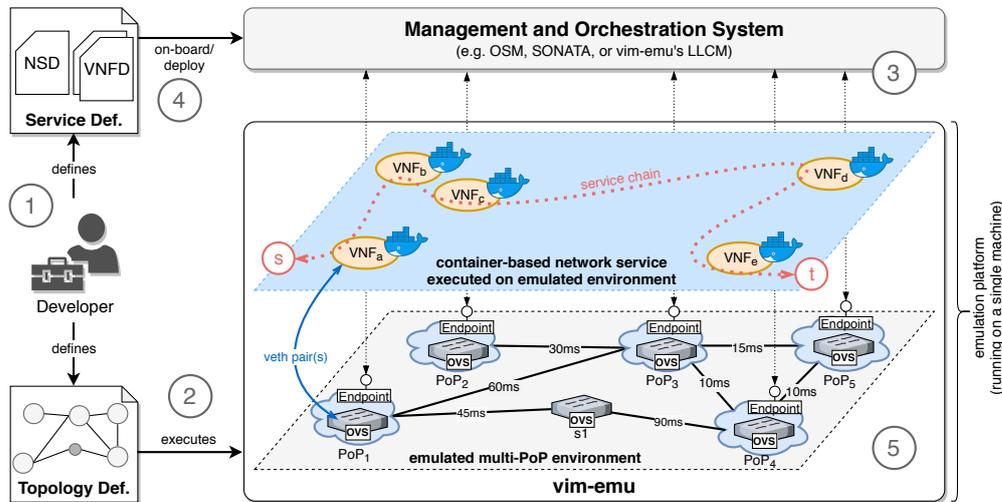 NSD
VNFD
Service Def.
on-board/
deploy
4
Management and Orchestration System
(e.g. OSM, SONATA, or vim-emu's LLCM)
3
defines
1
Developer
defines
2
executes
Topology Def.
VNFb
VNFc
service chain
VNFd
s
VNFa
VNFe
t
container-based network service
executed on emulated environment
veth pair(s)
Endpoint
OVS
PoP2
30ms
Endpoint
OVS
PoP3
15ms
Endpoint
OVS
PoP5
60ms
10ms
10ms
Endpoint
OVS
PoP1
45ms
OVS
s1
90ms
Endpoint
OVS
PoP4
emulated multi-PoP environment
5
vim-emu
emulation platform
(running on a single machine)